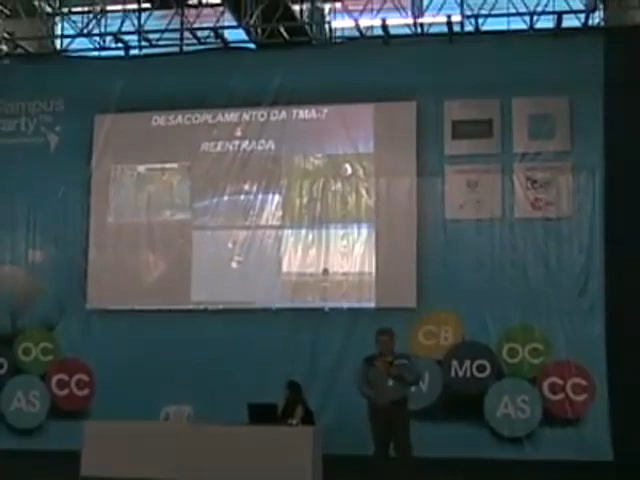 Campus
Party
DESACOPLAMENTO DA TMA-7
&
REENTRADA
CB
OC
MO
N
AS
CC
OC
CC
AS